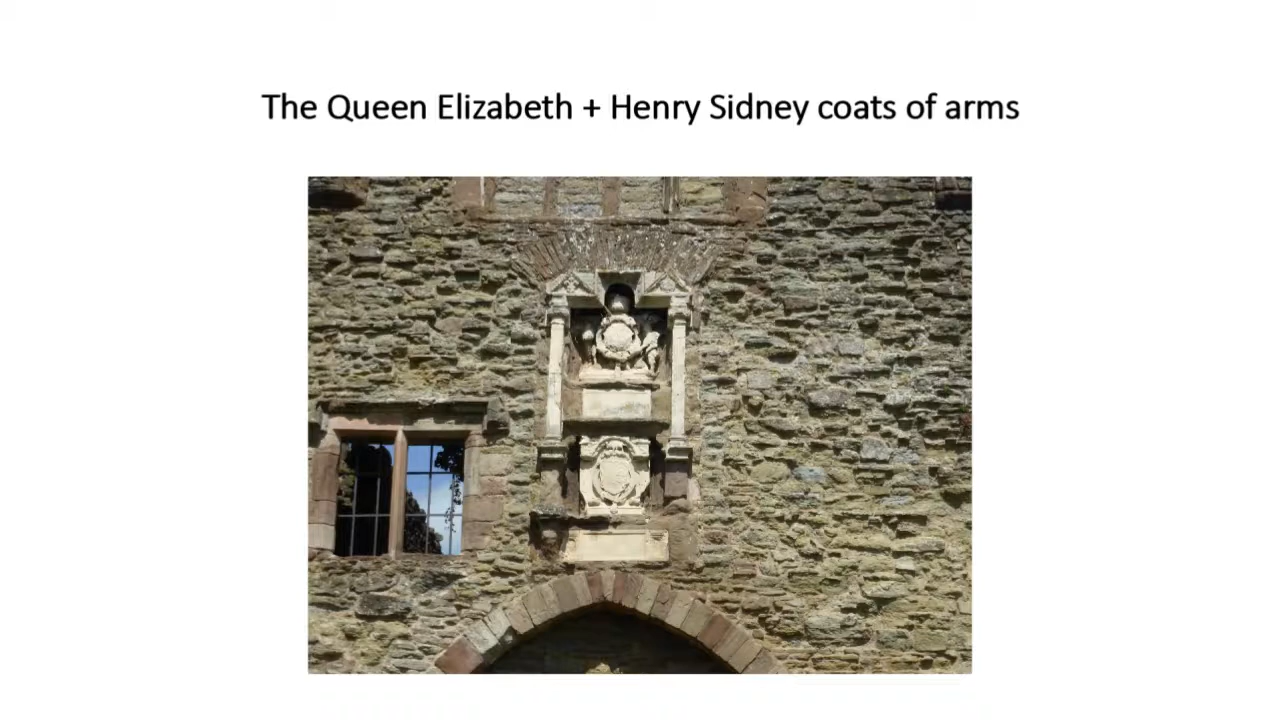 The Queen Elizabeth + Henry Sidney coats of arms